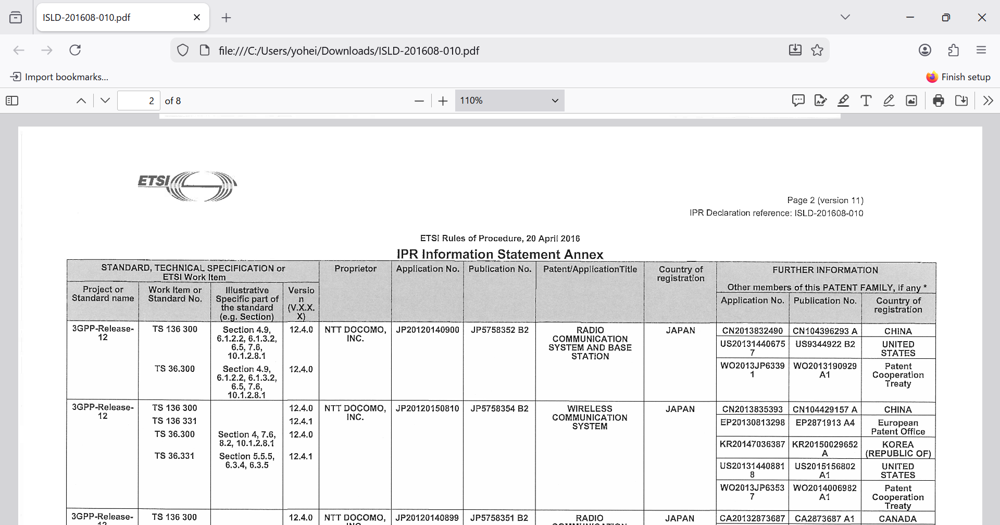 ISLD-201608-010.pdf
file:///C:/Users/yohei/Downloads/ISLD-201608-010.pdf
Import bookmarks...
Finish setup
2 of 8
110%
ETSI
Page 2 (version 11)
IPR Declaration reference: ISLD-201608-010
ETSI Rules of Procedure, 20 April 2016
IPR Information Statement Annex
STANDARD, TECHNICAL SPECIFICATION or
ETSI Work Item
Proprietor
Application No.
Publication No.
Patent/ApplicationTitle
Country of
registration
FURTHER INFORMATION
Other members of this PATENT FAMILY, if any *
Project or
Standard name
Work Item or
Standard No.
Illustrative
Specific part of
the standard
(e.g. Section)
Versio
n
(V.X.X.
X)
Application No.
Publication No.
Country of
registration
3GPP-Release-
12
TS 136 300
Section 4.9,
6.1.2.2, 6.1.3.2,
6.5, 7.6,
10.1.2.8.1
12.4.0
TS 36.300
Section 4.9,
6.1.2.2, 6.1.3.2,
6.5, 7.6,
10.1.2.8.1
12.4.0
NTT DOCOMO,
INC.
JP20120140900
JP5758352 B2
RADIO
COMMUNICATION
SYSTEM AND BASE
STATION
JAPAN
CN2013832490
CN104396293 A
CHINA
US20131440675
7
US9344922 B2
UNITED
STATES
WO2013JP6339
1
WO2013190929
A1
Patent
Cooperation
Treaty
3GPP-Release-
12
TS 136 300
12.4.0
TS 136 331
12.4.1
TS 36.300
Section 4, 7.6,
8.2, 10.1.2.8.1
12.4.0
TS 36.331
Section 5.5.5,
6.3.4, 6.3.5
12.4.1
NTT DOCOMO,
INC.
JP20120150810
JP5758354 B2
WIRELESS
COMMUNICATION
SYSTEM
JAPAN
CN2013835393
CN104429157 A
CHINA
EP20130813298
EP2871913 A4
European
Patent Office
KR20147036387
KR20150029652
A
KOREA
(REPUBLIC OF)
US20131440881
8
US2015156802
A1
UNITED
STATES
WO2013JP6353
7
WO2014006982
A1
Patent
Cooperation
Treaty
3GPP-Release-
12
TS 136 300
12.4.0
NTT DOCOMO,
INC.
JP20120140899
JP5758351 B2
RADIO
COMMUNICATION
JAPAN
CA20132873687
CA2873687 A1
CANADA